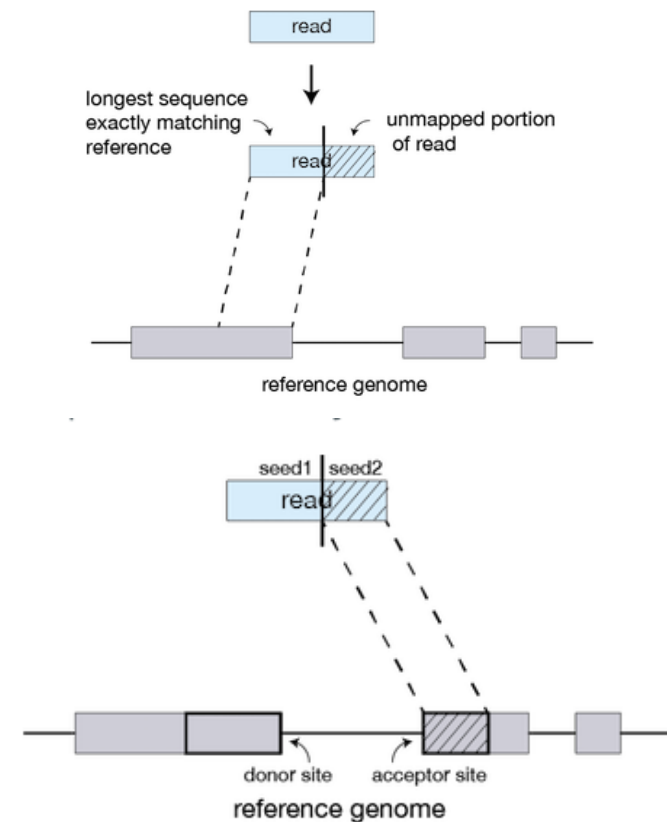 read
longest sequence
exactly matching
reference
unmapped portion
of read
read
reference genome
seed1 seed2
read
donor site
acceptor site
reference genome